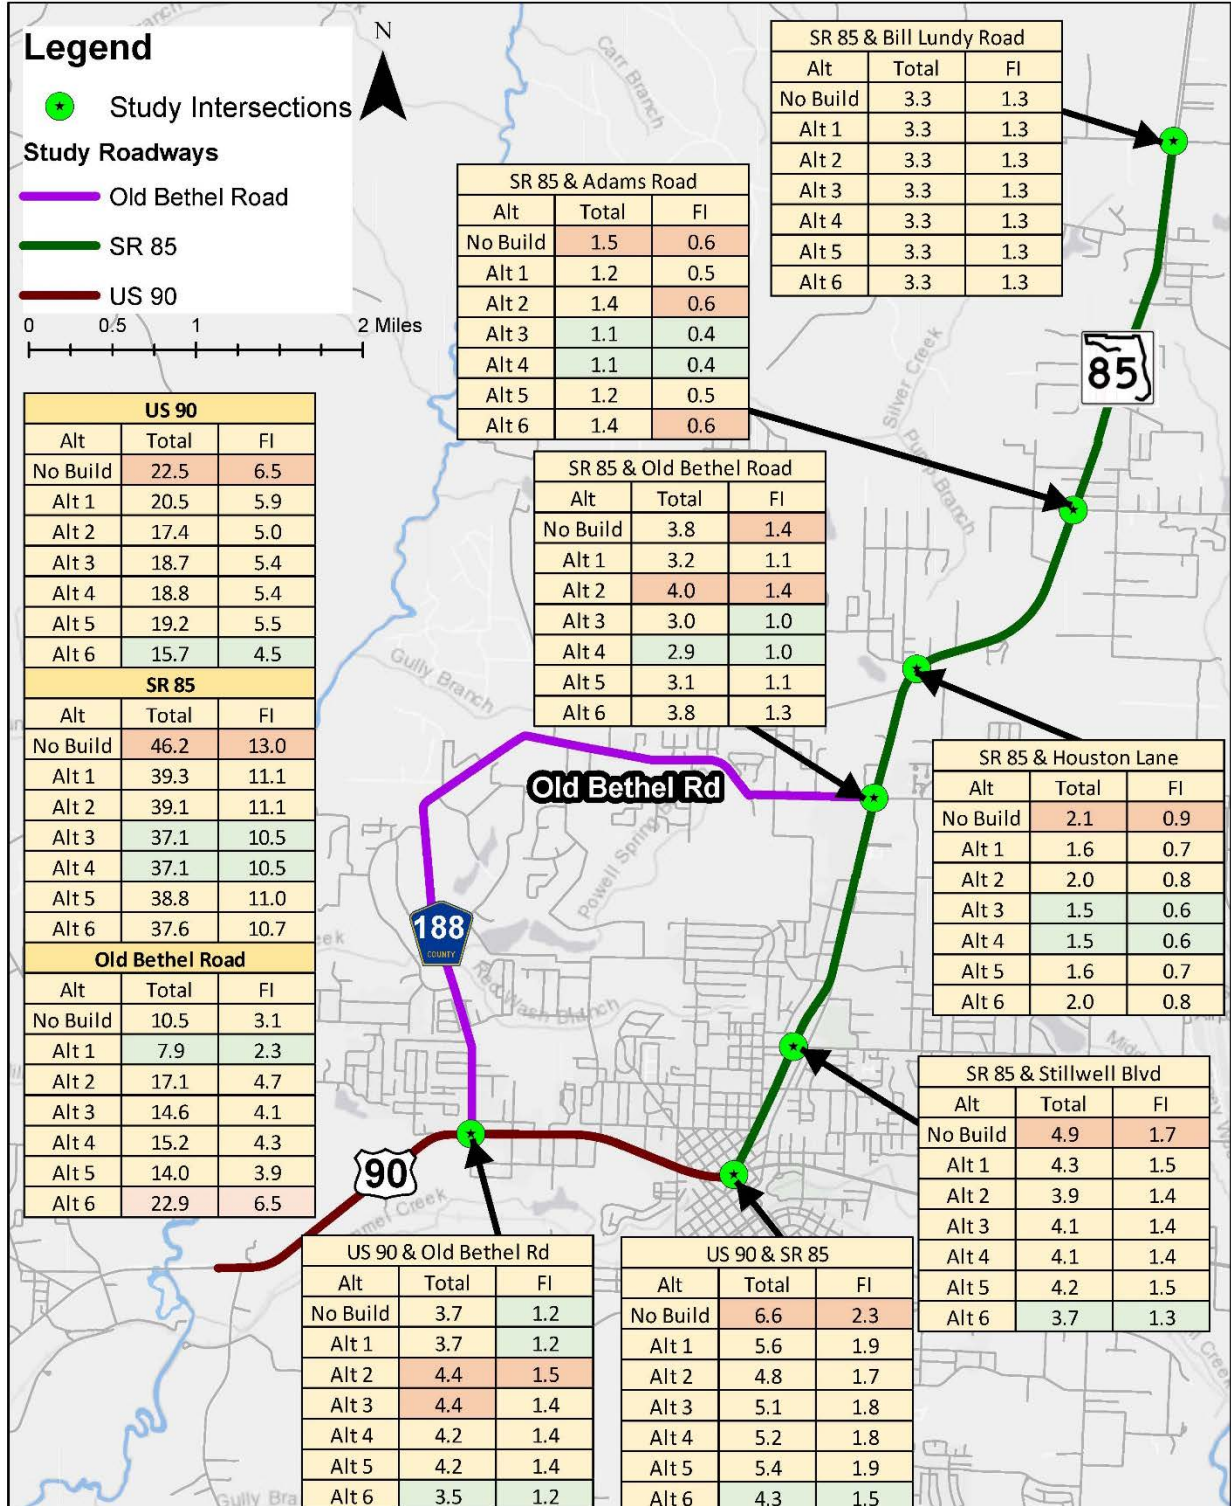 Legend
N
Study Intersections
Study Roadways
Old Bethel Road
SR 85
US 90
0 0.5 1 2 Miles
Carr Branch
SR 85 & Bill Lundy Road
Alt Total FI
No Build 3.3 1.3
Alt 1 3.3 1.3
Alt 2 3.3 1.3
Alt 3 3.3 1.3
Alt 4 3.3 1.3
Alt 5 3.3 1.3
Alt 6 3.3 1.3
SR 85 & Adams Road
Alt Total FI
No Build 1.5 0.6
Alt 1 1.2 0.5
Alt 2 1.4 0.6
Alt 3 1.1 0.4
Alt 4 1.1 0.4
Alt 5 1.2 0.5
Alt 6 1.4 0.6
85
Silver Creek
Pump Branch
US 90
Alt Total FI
No Build 22.5 6.5
Alt 1 20.5 5.9
Alt 2 17.4 5.0
Alt 3 18.7 5.4
Alt 4 18.8 5.4
Alt 5 19.2 5.5
Alt 6 15.7 4.5
SR 85
Alt Total FI
No Build 46.2 13.0
Alt 1 39.3 11.1
Alt 2 39.1 11.1
Alt 3 37.1 10.5
Alt 4 37.1 10.5
Alt 5 38.8 11.0
Alt 6 37.6 10.7
Old Bethel Road
Alt Total FI
No Build 10.5 3.1
Alt 1 7.9 2.3
Alt 2 17.1 4.7
Alt 3 14.6 4.1
Alt 4 15.2 4.3
Alt 5 14.0 3.9
Alt 6 22.9 6.5
SR 85 & Old Bethel Road
Alt Total FI
No Build 3.8 1.4
Alt 1 3.2 1.1
Alt 2 4.0 1.4
Alt 3 3.0 1.0
Alt 4 2.9 1.0
Alt 5 3.1 1.1
Alt 6 3.8 1.3
Gully Branch
Old Bethel Rd
Powell Spring B
188
COUNTY
Red Wash Branch
SR 85 & Houston Lane
Alt Total FI
No Build 2.1 0.9
Alt 1 1.6 0.7
Alt 2 2.0 0.8
Alt 3 1.5 0.6
Alt 4 1.5 0.6
Alt 5 1.6 0.7
Alt 6 2.0 0.8
SR 85 & Stillwell Blvd
Alt Total FI
No Build 4.9 1.7
Alt 1 4.3 1.5
Alt 2 3.9 1.4
Alt 3 4.1 1.4
Alt 4 4.1 1.4
Alt 5 4.2 1.5
Alt 6 3.7 1.3
90
Creek
US 90 & Old Bethel Rd
Alt Total FI
No Build 3.7 1.2
Alt 1 3.7 1.2
Alt 2 4.4 1.5
Alt 3 4.4 1.4
Alt 4 4.2 1.4
Alt 5 4.2 1.4
Alt 6 3.5 1.2
US 90 & SR 85
Alt Total FI
No Build 6.6 2.3
Alt 1 5.6 1.9
Alt 2 4.8 1.7
Alt 3 5.1 1.8
Alt 4 5.2 1.8
Alt 5 5.4 1.9
Alt 6 4.3 1.5
Gully Bra